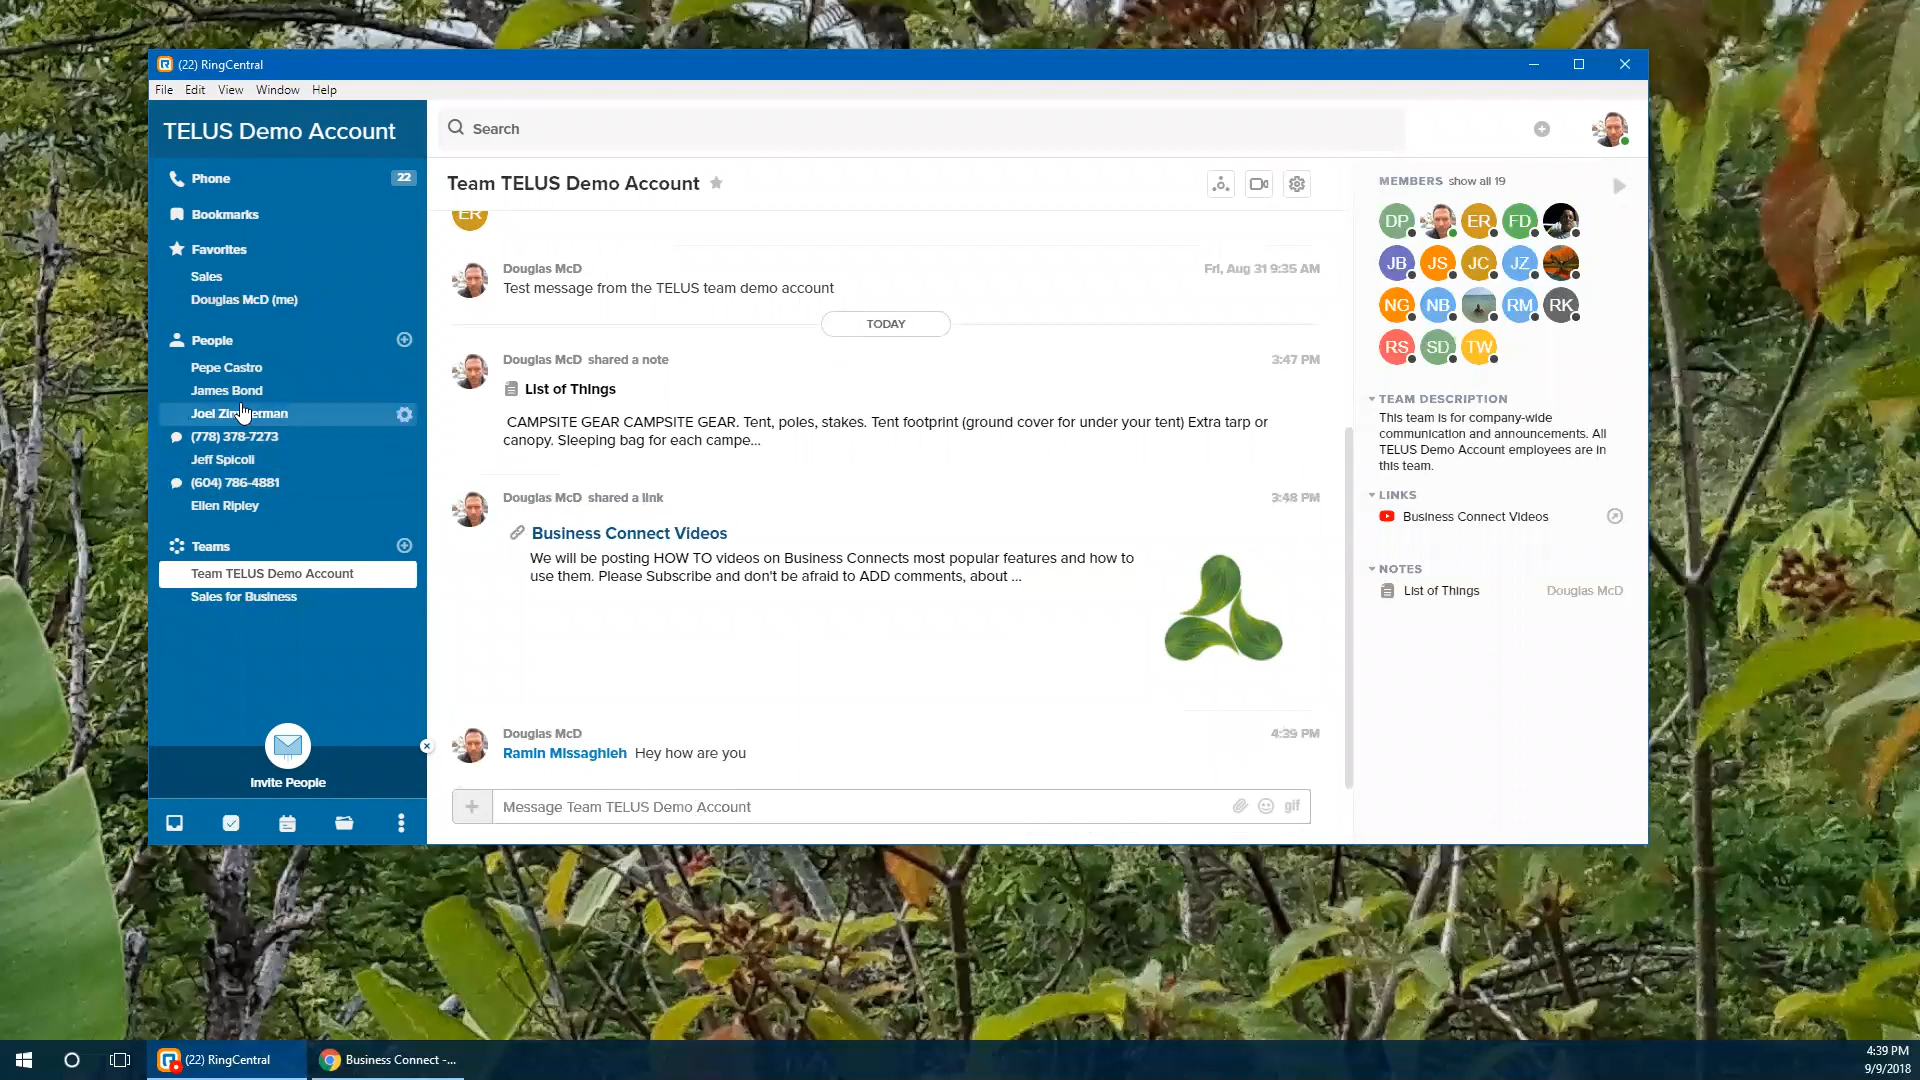 (22) RingCentral
File Edit View Window Help
TELUS Demo Account
Search
Phone 22
Bookmarks
Favorites
Sales
Douglas McD (me)
People
Pepe Castro
James Bond
Joel Zimmerman
(778) 378-7273
Jeff Spicoli
(604) 786-4881
Ellen Ripley
Teams
Team TELUS Demo Account
Sales for Business
Invite People
Team TELUS Demo Account
ER
Douglas McD Fri, Aug 31 9:35 AM
Test message from the TELUS team demo account
TODAY
Douglas McD shared a note 3:47 PM
List of Things
CAMPSITE GEAR CAMPSITE GEAR. Tent, poles, stakes. Tent footprint (ground cover for under your tent) Extra tarp or
canopy. Sleeping bag for each campe...
Douglas McD shared a link 3:48 PM
Business Connect Videos
We will be posting HOW TO videos on Business Connects most popular features and how to
use them. Please Subscribe and don't be afraid to ADD comments, about ...
Douglas McD 4:39 PM
Ramin Missaghieh Hey how are you
Message Team TELUS Demo Account gif
MEMBERS show all 19
DP ER FD
JB JS JC JZ
NG NB RM RK
RS SD TW
TEAM DESCRIPTION
This team is for company-wide
communication and announcements. All
TELUS Demo Account employees are in
this team.
LINKS
Business Connect Videos
NOTES
List of Things Douglas McD
(22) RingCentral
Business Connect -...
4:39 PM
9/9/2018